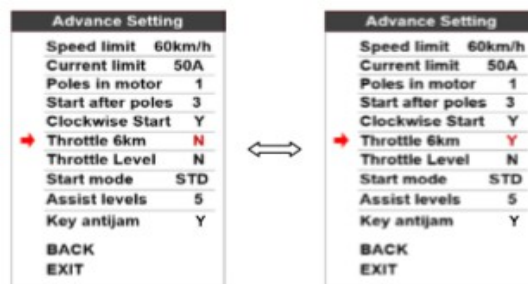 Advance Setting
Speed limit 60km/h
Current limit 50A
Poles in motor 1
Start after poles 3
Clockwise Start Y
Throttle 6km N
Throttle Level N
Start mode STD
Assist levels 5
Key antijam Y
BACK
EXIT
Advance Setting
Speed limit 60km/h
Current limit 50A
Poles in motor 1
Start after poles 3
Clockwise Start Y
Throttle 6km Y
Throttle Level N
Start mode STD
Assist levels 5
Key antijam Y
BACK
EXIT